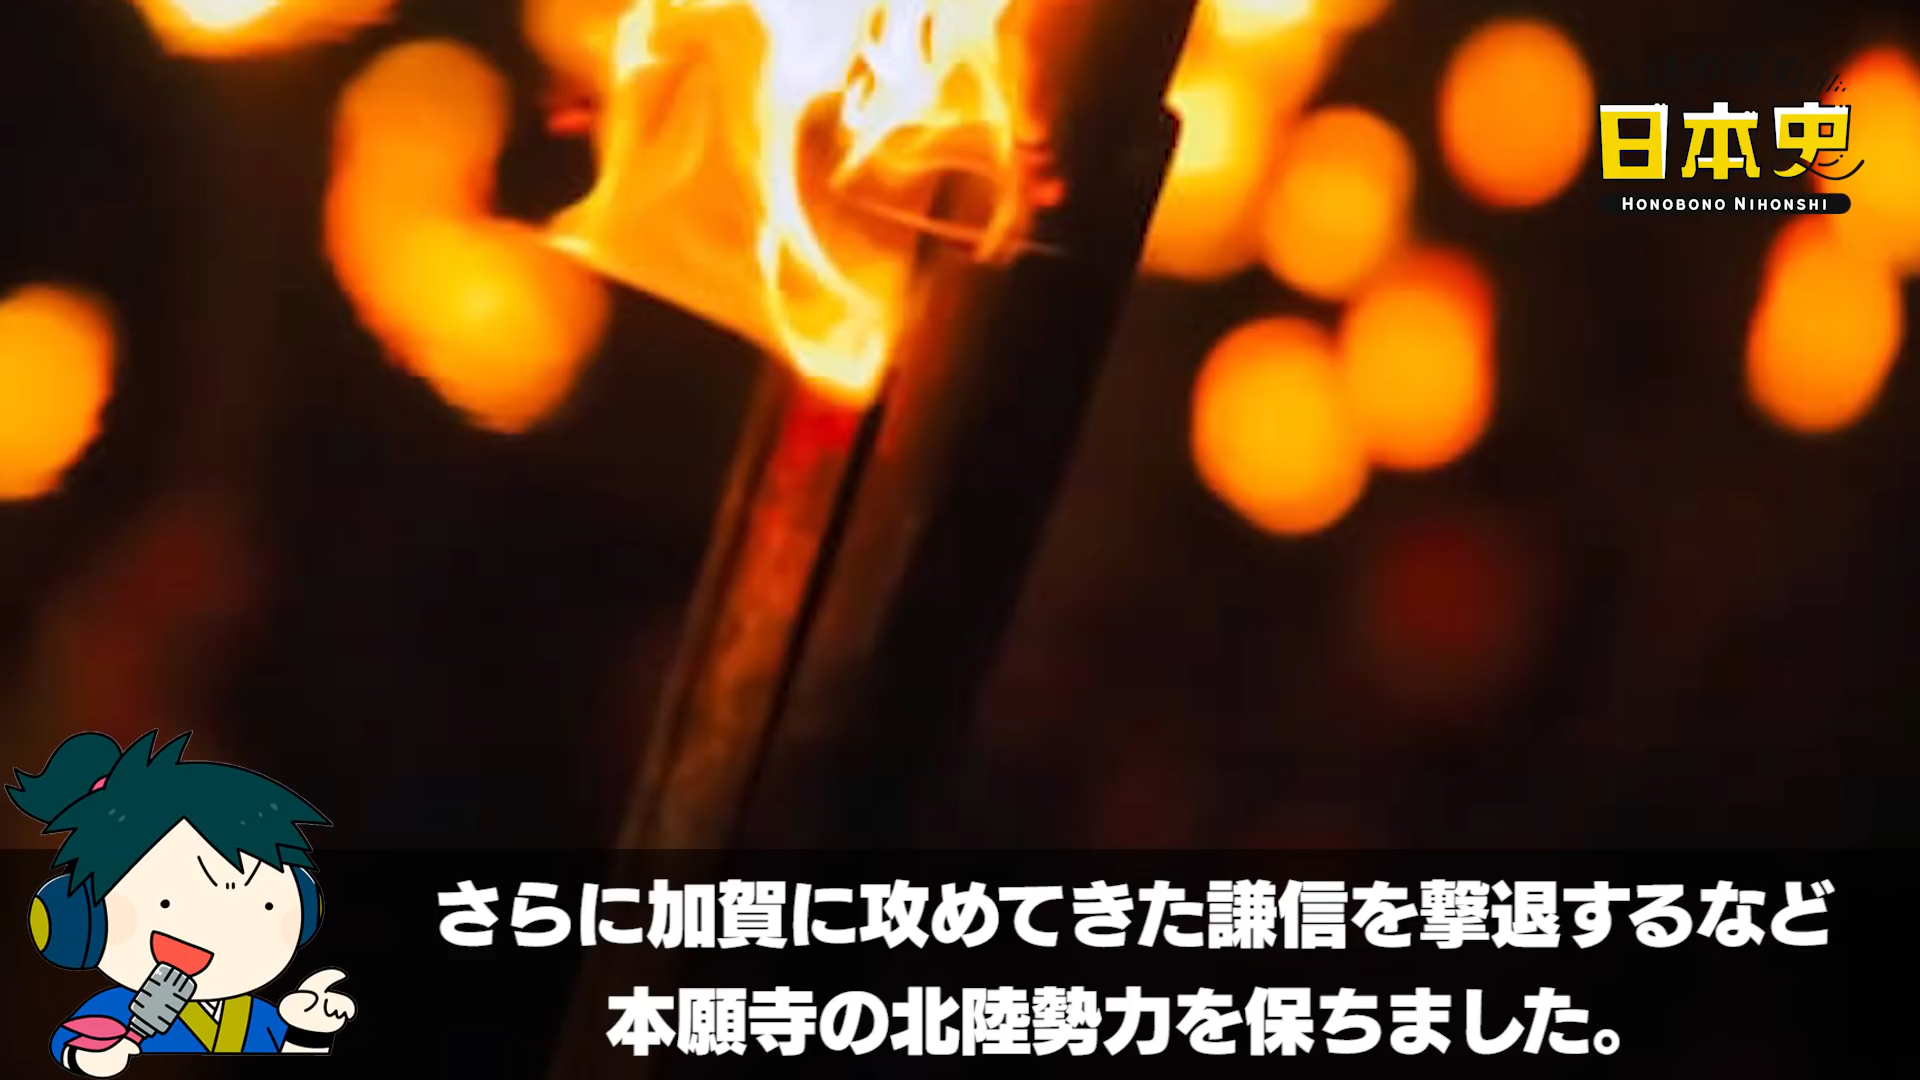 日本史
HONOBONO NIHONSHI
さらに加賀に攻めてきた謙信を撃退するなど
本願寺の北陸勢力を保ちました。